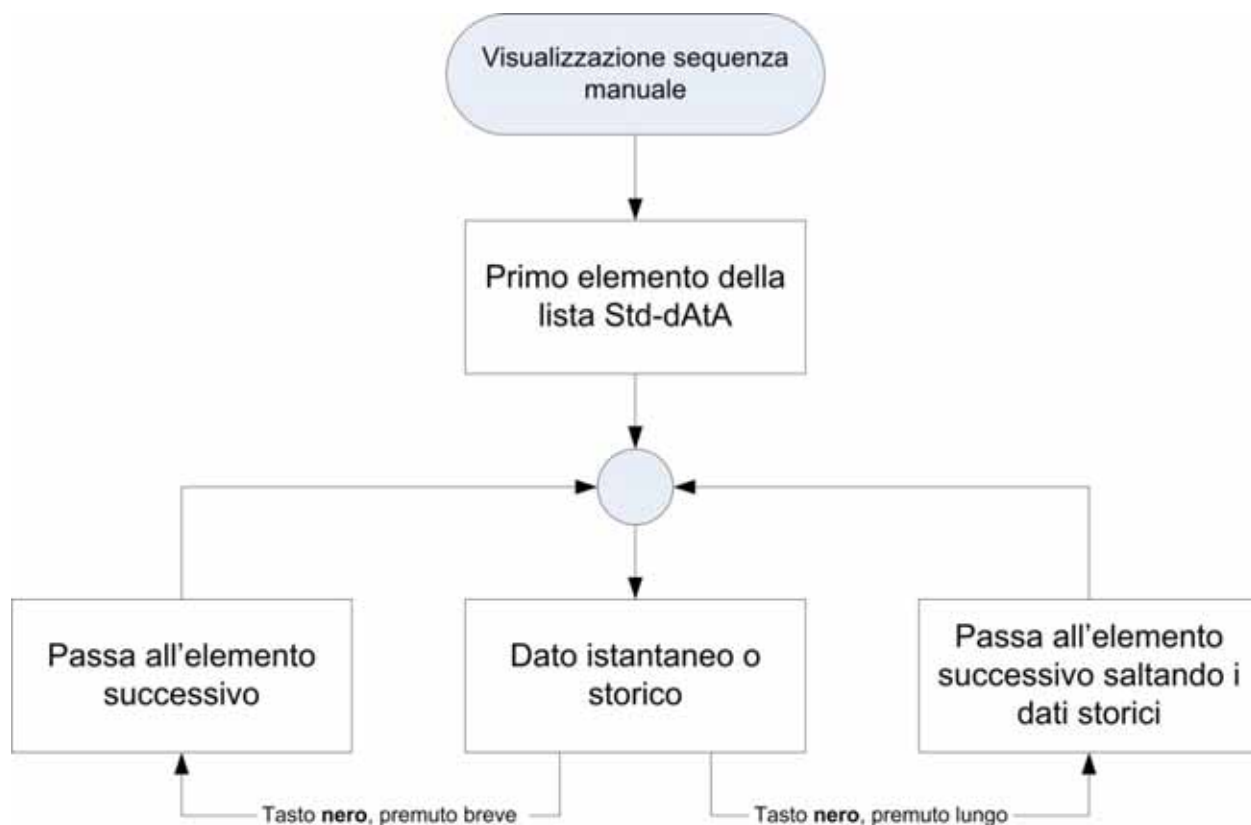 Visualizzazione sequenza
manuale
Primo elemento della
lista Std-dAtA
Passa all'elemento
successivo
Dato istantaneo o
storico
Passa all'elemento
successivo saltando i
dati storici
Tasto nero, premuto breve
Tasto nero, premuto lungo